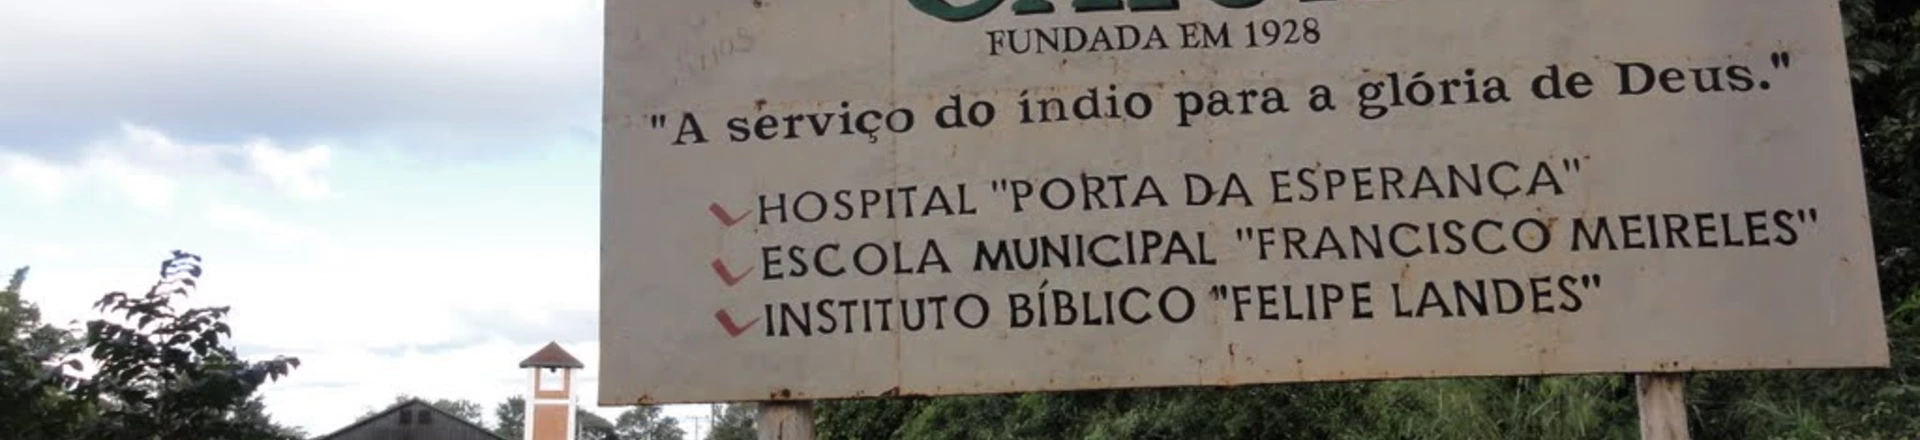 FUNDADA EM 1928
"A serviço do índio para a glória de Deus."
HOSPITAL "PORTA DA ESPERANÇA"
ESCOLA MUNICIPAL "FRANCISCO MEIRELES"
INSTITUTO BÍBLICO "FELIPE LANDES"